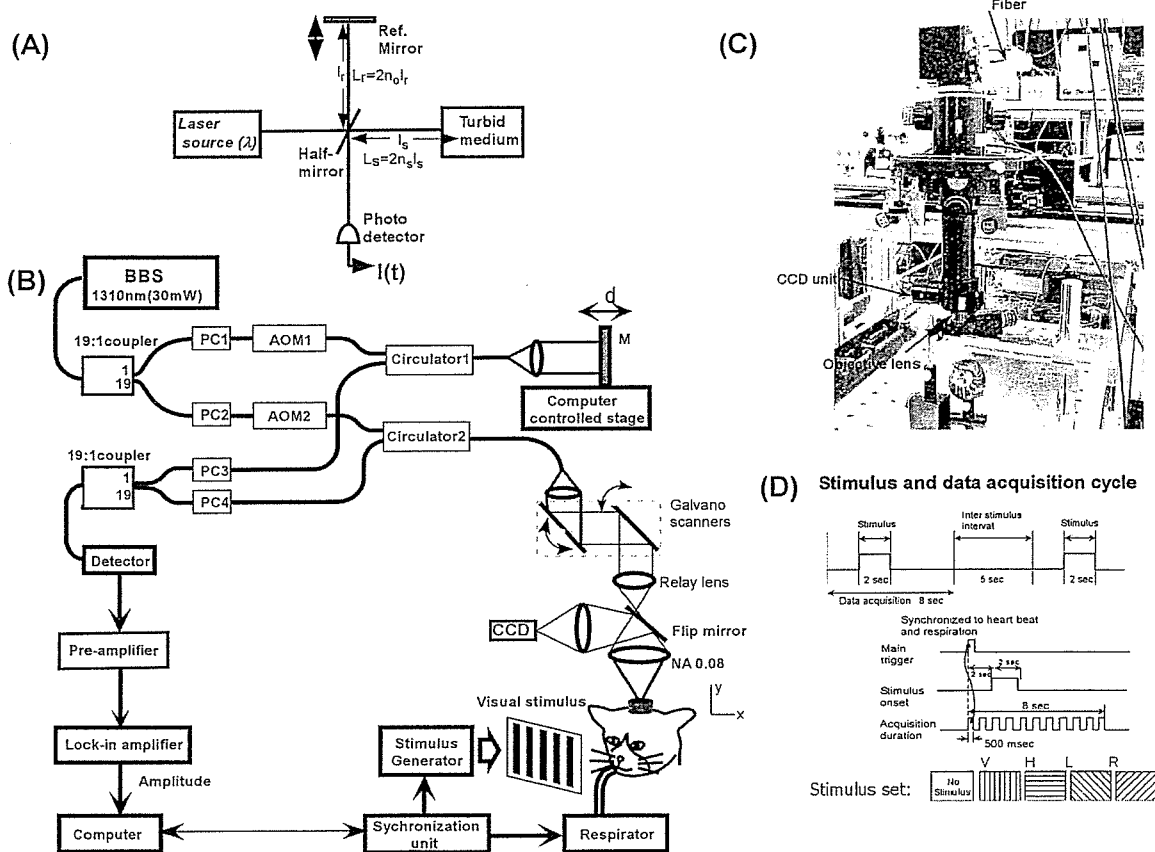 (A)
Ref.
Mirror
lr
Lr=2nolr
Laser
source (λ)
Half-
mirror
ls
Ls=2nsls
Turbid
medium
Photo
detector
I(t)
(B)
BBS
1310nm(30mW)
19:1coupler
1
19
PC1
AOM1
PC2
AOM2
Circulator1
Circulator2
d
M
Computer
controlled stage
19:1coupler
1
19
PC3
PC4
Galvano
scanners
Detector
Relay lens
CCD
Flip mirror
Pre-amplifier
NA 0.08
y
x
Visual stimulus
Lock-in amplifier
Stimulus
Generator
Amplitude
Computer
Sychronization
unit
Respirator
(C)
Fiber
CCD unit
Objective lens
(D)
Stimulus and data acquisition cycle
Stimulus
Inter stimulus
interval
Stimulus
2 sec
5 sec
2 sec
Data acquisition 8 sec
Synchronized to heart beat
and respiration
Main
trigger
2 sec
2 sec
Stimulus
onset
8 sec
Acquisition
duration
500 msec
V H L R
Stimulus set:
No
Stimulus